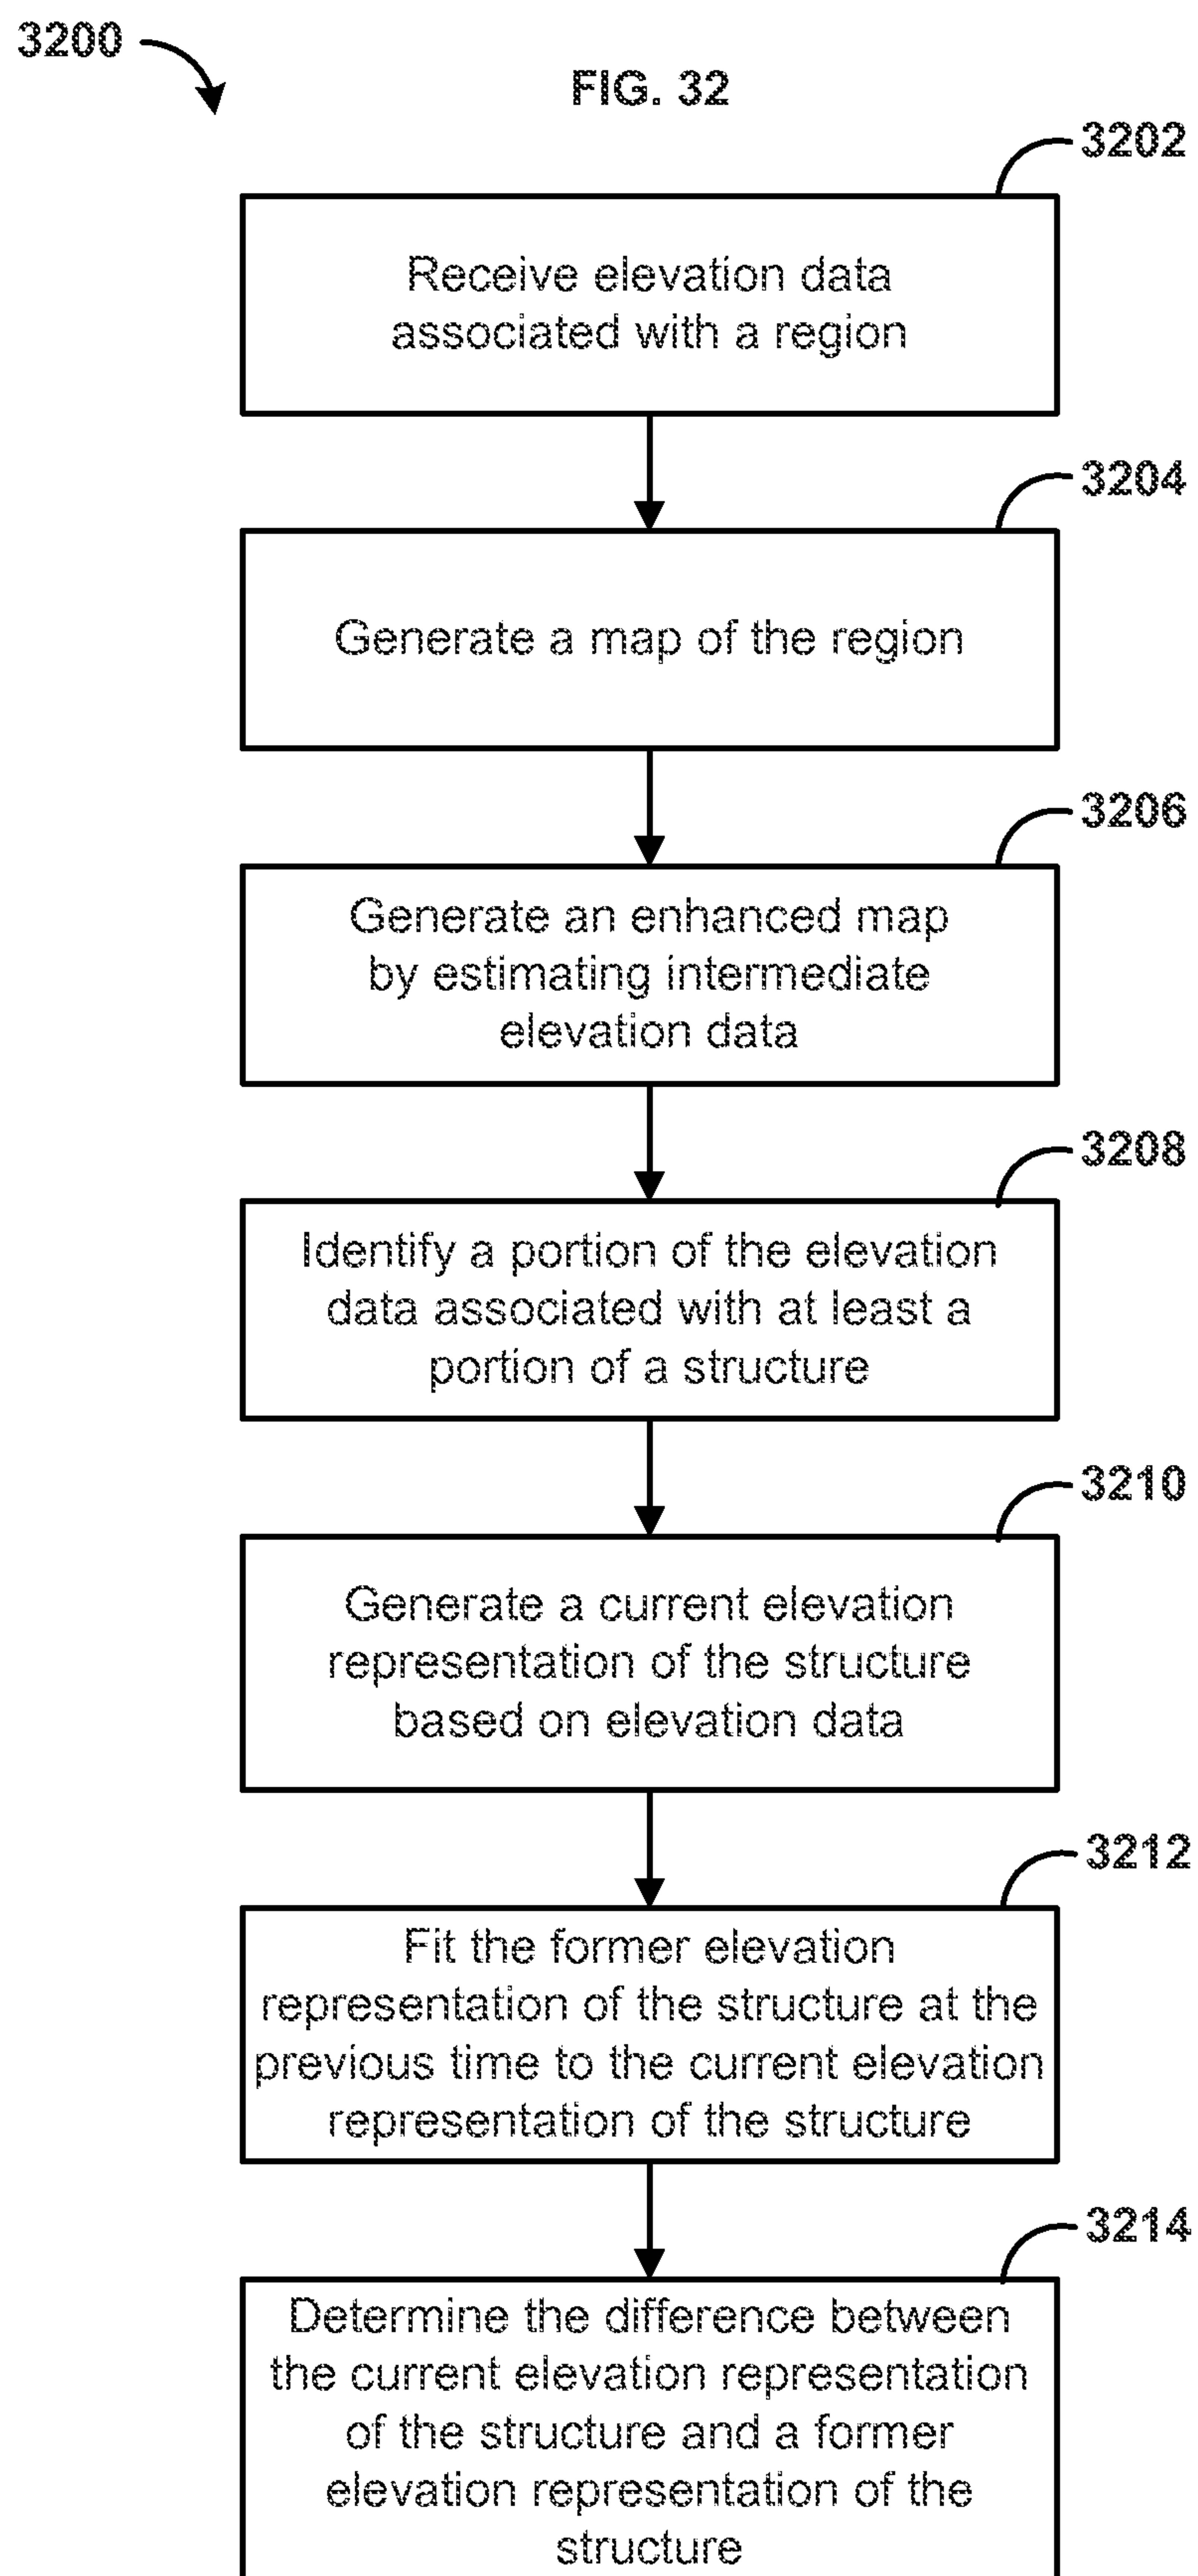 3200
FIG. 32
3202
Receive elevation data
associated with a region
3204
Generate a map of the region
3206
Generate an enhanced map
by estimating intermediate
elevation data
3208
Identify a portion of the elevation
data associated with at least a
portion of a structure
3210
Generate a current elevation
representation of the structure
based on elevation data
3212
Fit the former elevation
representation of the structure at the
previous time to the current elevation
representation of the structure
3214
Determine the difference between
the current elevation representation
of the structure and a former
elevation representation of the
structure